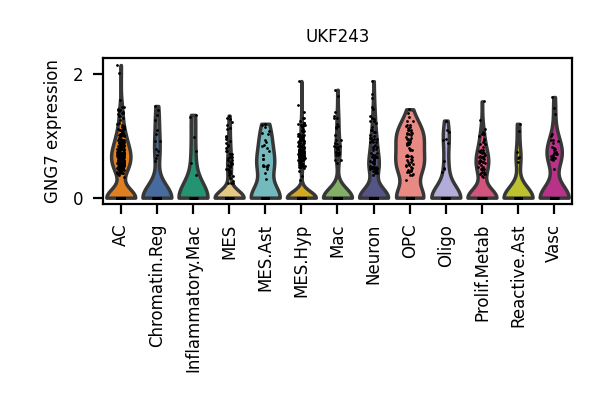 UKF243
GNG7 expression
2
0
AC
Chromatin.Reg
Inflammatory.Mac
MES
MES.Ast
MES.Hyp
Mac
Neuron
OPC
Oligo
Prolif.Metab
Reactive.Ast
Vasc